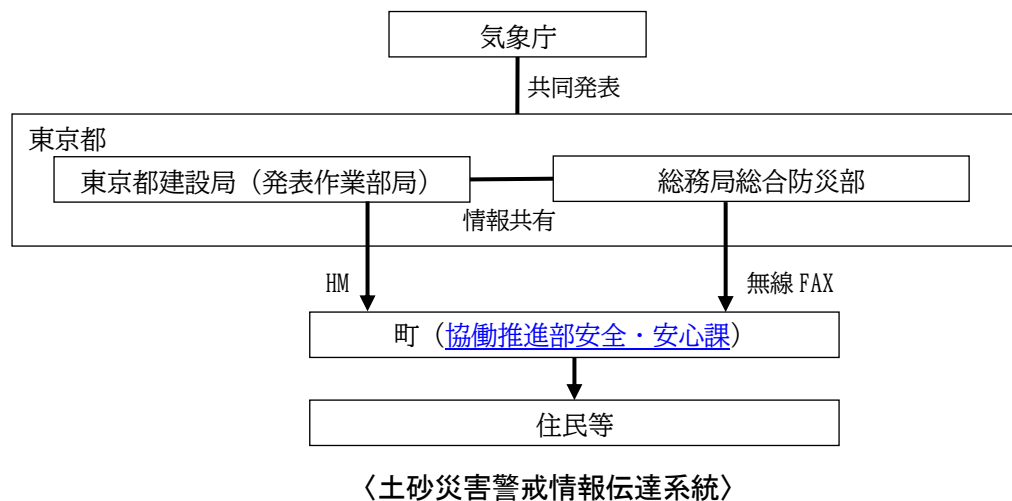 気象庁
共同発表
東京都
東京都建設局（発表作業部局）
総務局総合防災部
情報共有
HM
無線 FAX
町（協働推進部安全・安心課）
住民等
〈土砂災害警戒情報伝達系統〉